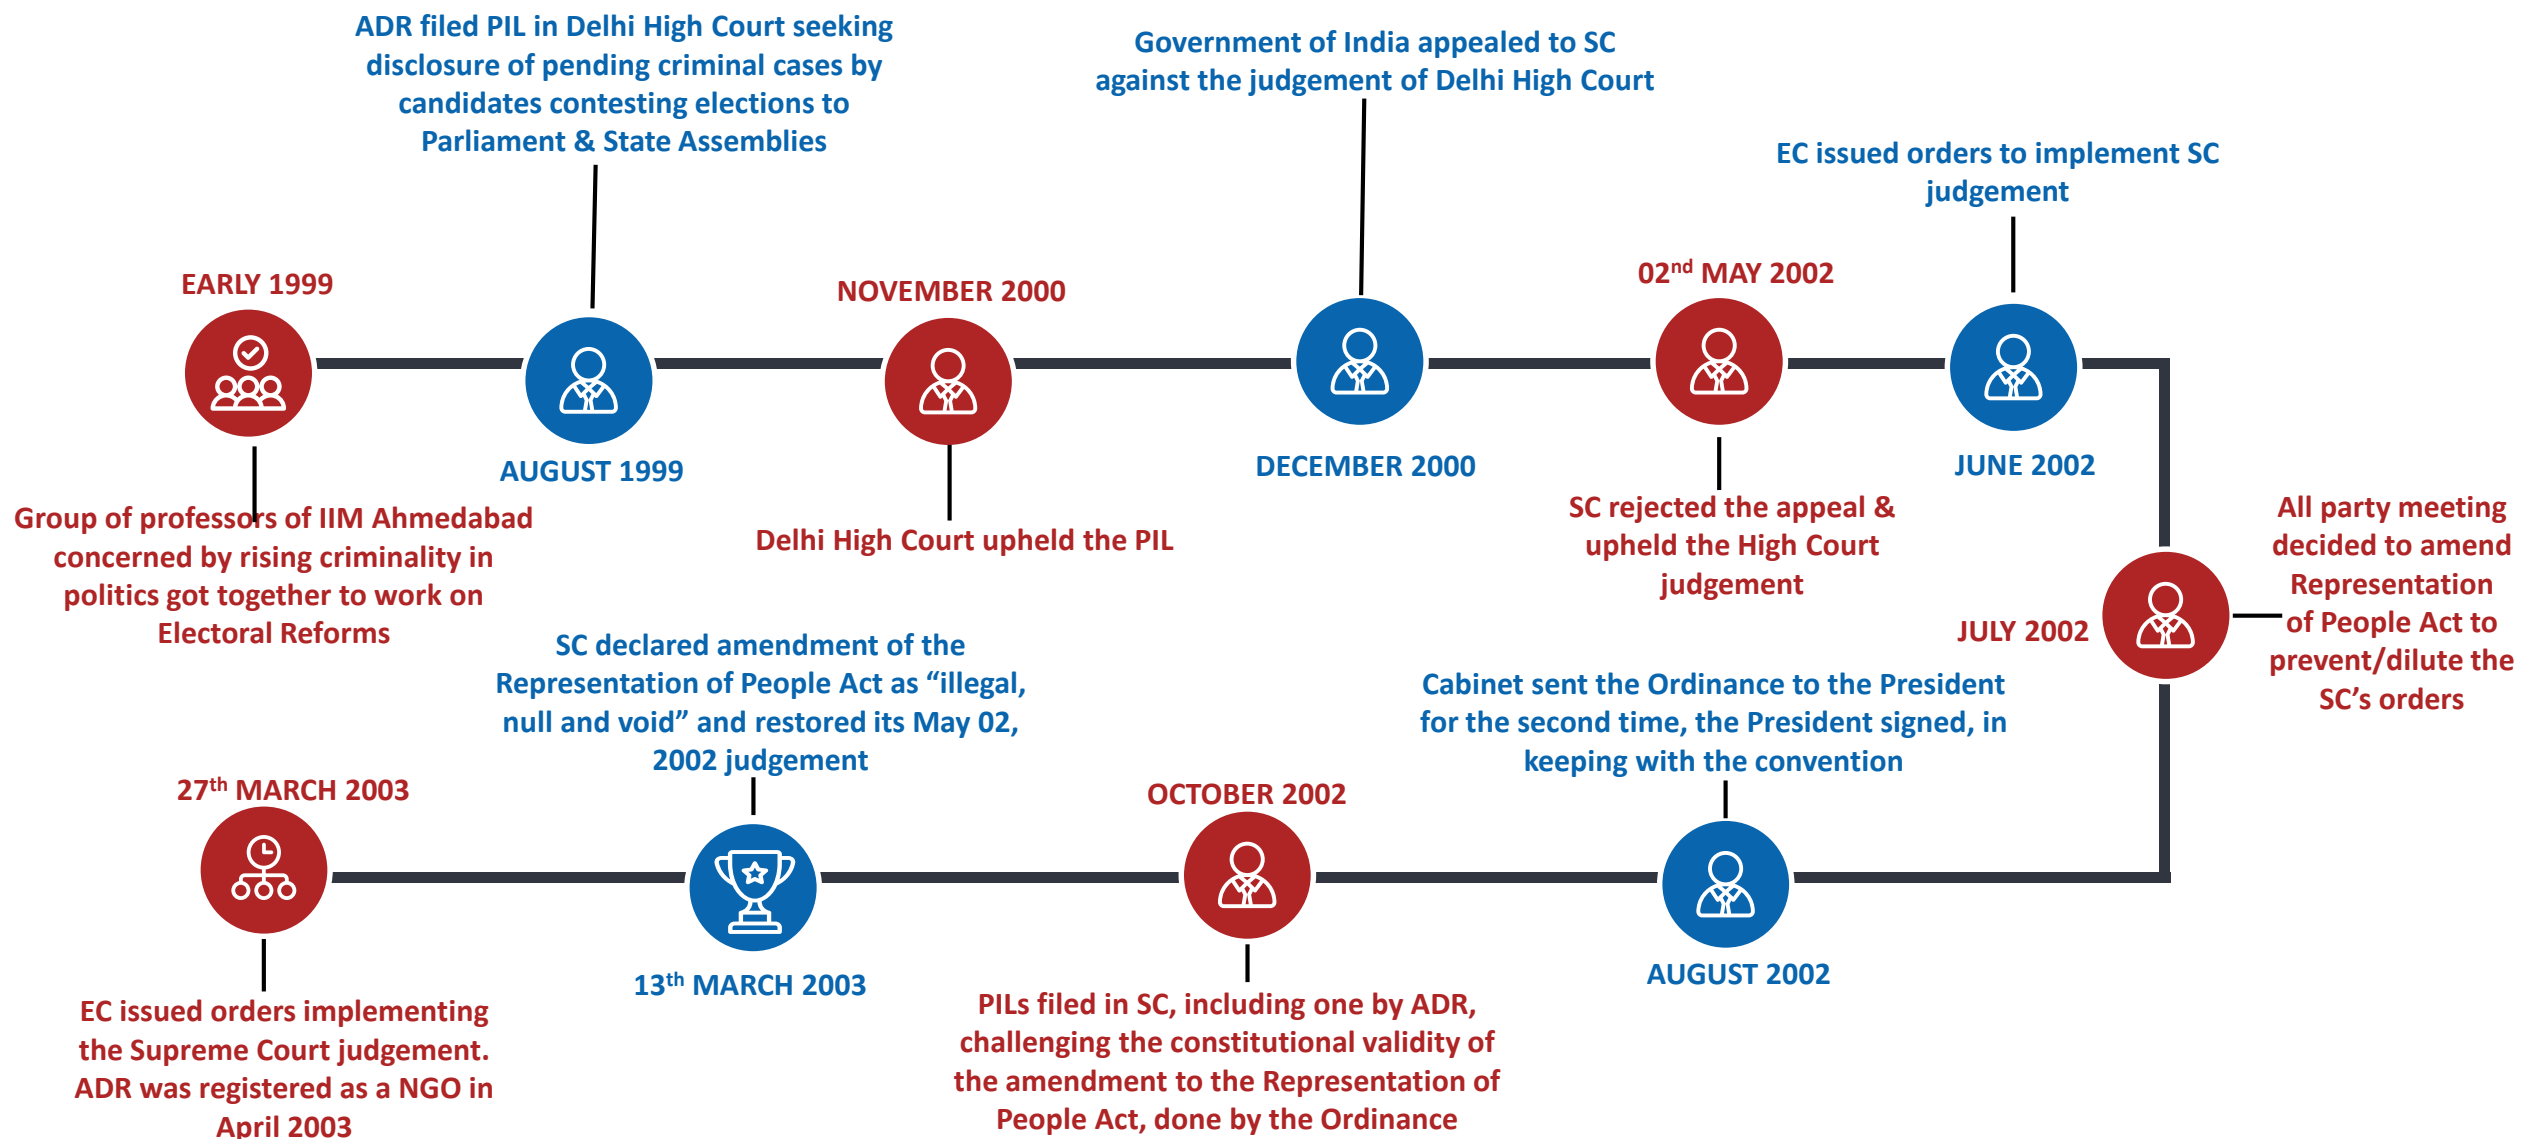 EARLY 1999
Group of professors of IIM Ahmedabad
concerned by rising criminality in
politics got together to work on
Electoral Reforms
ADR filed PIL in Delhi High Court seeking
disclosure of pending criminal cases by
candidates contesting elections to
Parliament & State Assemblies
AUGUST 1999
NOVEMBER 2000
Delhi High Court upheld the PIL
Government of India appealed to SC
against the judgement of Delhi High Court
DECEMBER 2000
02nd MAY 2002
SC rejected the appeal &
upheld the High Court
judgement
EC issued orders to implement SC
judgement
JUNE 2002
JULY 2002
All party meeting
decided to amend
Representation
of People Act to
prevent/dilute the
SC’s orders
Cabinet sent the Ordinance to the President
for the second time, the President signed, in
keeping with the convention
AUGUST 2002
OCTOBER 2002
PILs filed in SC, including one by ADR,
challenging the constitutional validity of
the amendment to the Representation of
People Act, done by the Ordinance
SC declared amendment of the
Representation of People Act as “illegal,
null and void” and restored its May 02,
2002 judgement
13th MARCH 2003
27th MARCH 2003
EC issued orders implementing
the Supreme Court judgement.
ADR was registered as a NGO in
April 2003